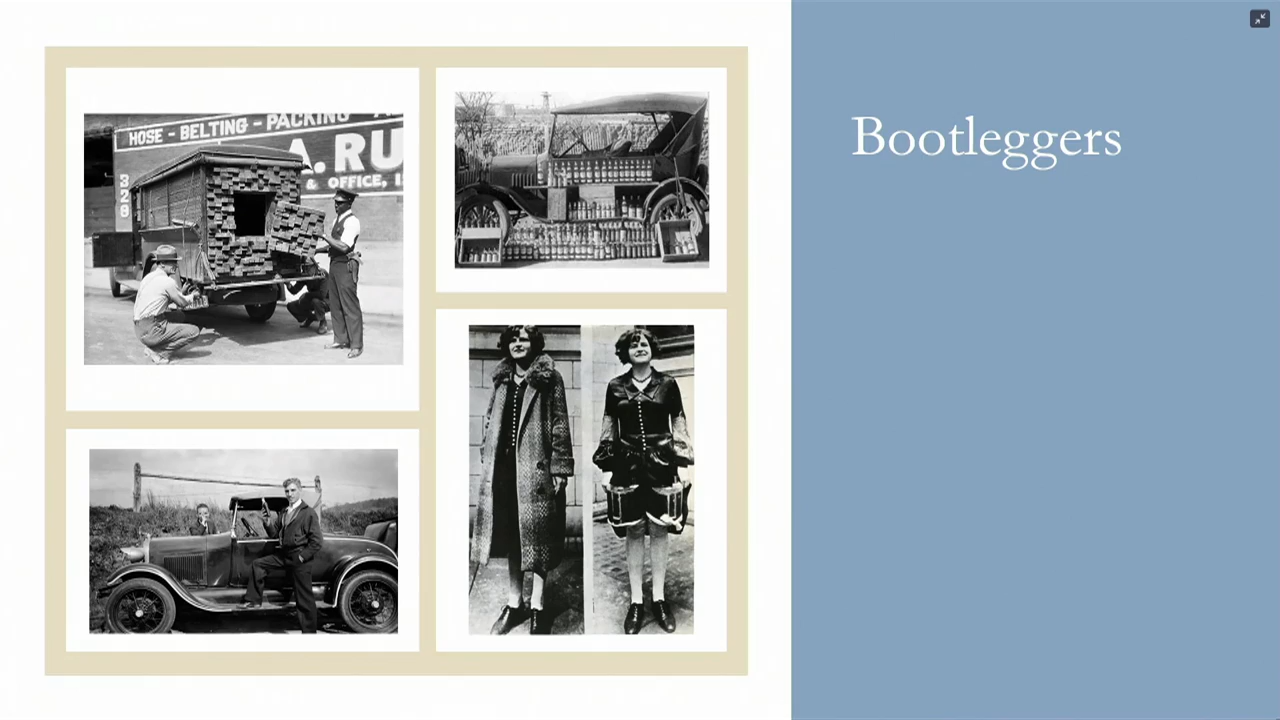 HOSE - BELTING - PACKING
A. RU
& OFFICE,
328
Bootleggers